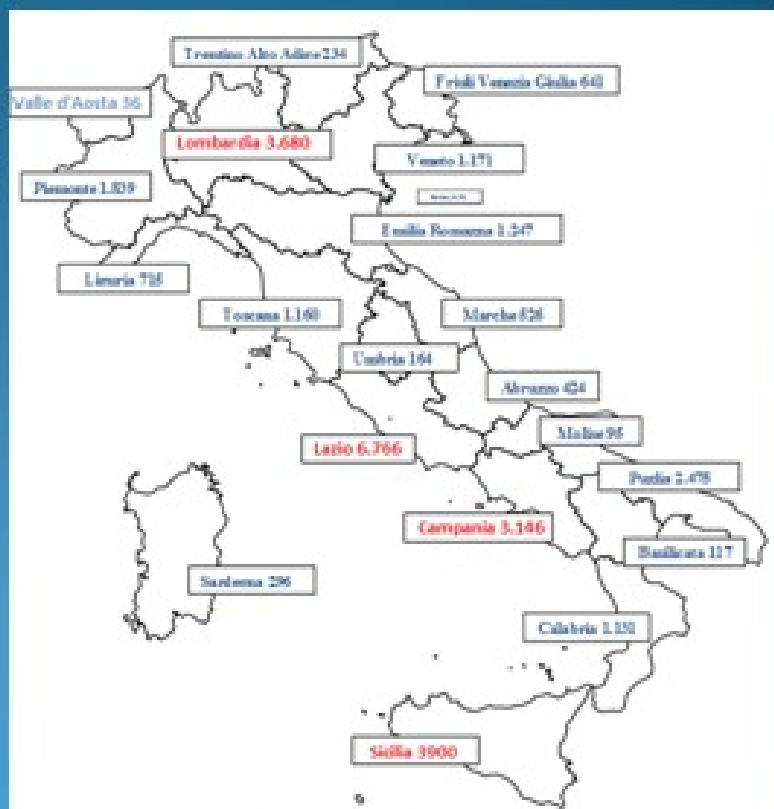 Trentino Alto Adige 234
Friuli Venezia Giulia 641
Valle d'Aosta 36
Lombardia 3.680
Veneto 1.171
Piemonte 1.839
Emilia Romagna 1.247
Liguria 715
Toscana 1.160
Marche 526
Umbria 164
Abruzzo 424
Molise 95
Lazio 6.766
Puglia 2.475
Campania 3.146
Basilicata 117
Sardegna 296
Calabria 1.131
Sicilia 3900